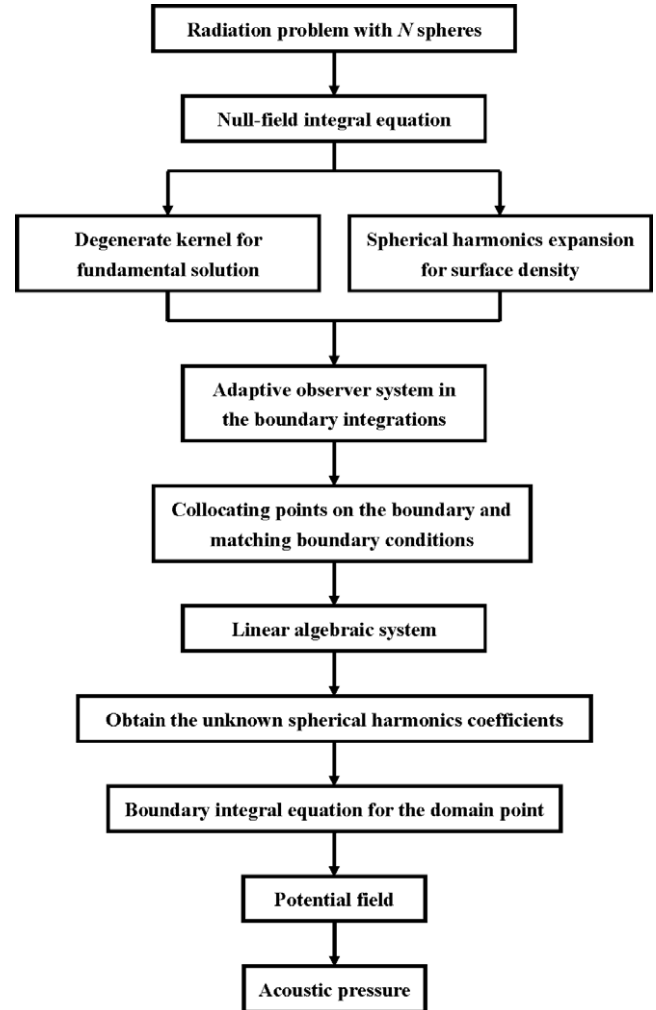 Radiation problem with N spheres
Null-field integral equation
Degenerate kernel for
fundamental solution
Spherical harmonics expansion
for surface density
Adaptive observer system in
the boundary integrations
Collocating points on the boundary and
matching boundary conditions
Linear algebraic system
Obtain the unknown spherical harmonics coefficients
Boundary integral equation for the domain point
Potential field
Acoustic pressure